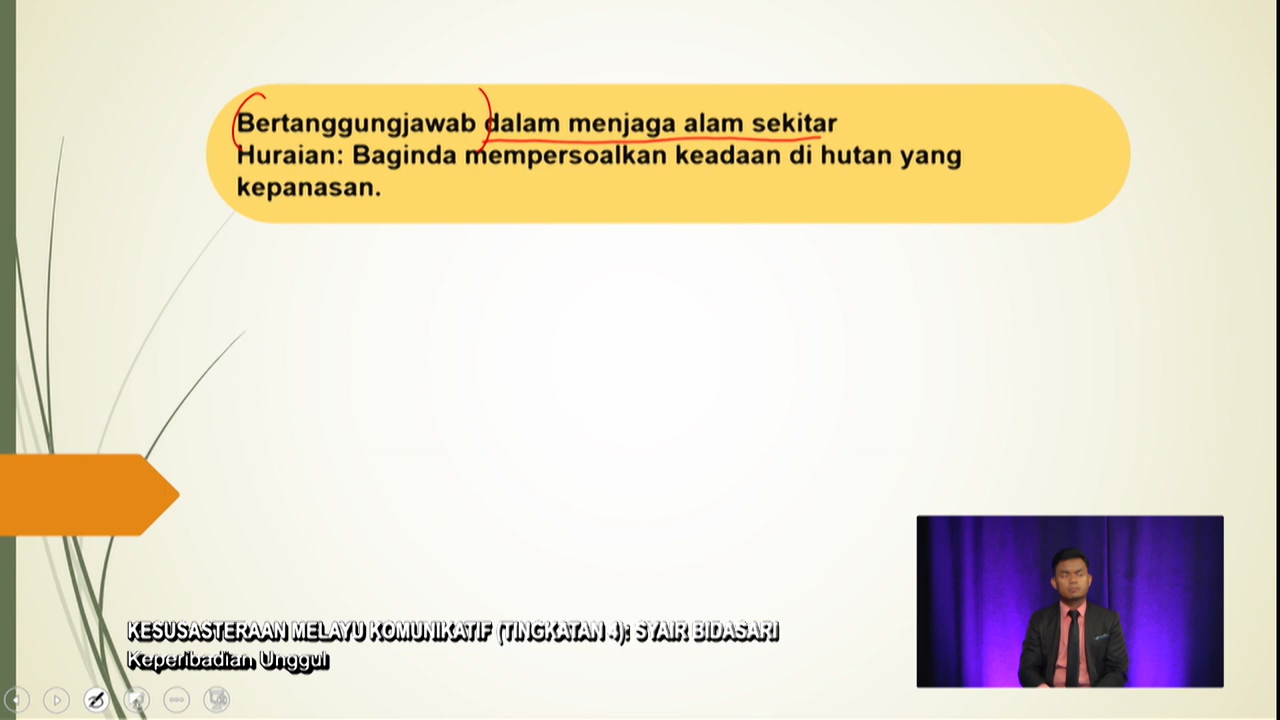 Bertanggungjawab dalam menjaga alam sekitar
Huraian: Baginda mempersoalkan keadaan di hutan yang
kepanasan.
KESUSASTERAAN MELAYU KOMUNIKATIF (TINGKATAN 4): SYAIR BIDASARI
Keperibadian Unggul